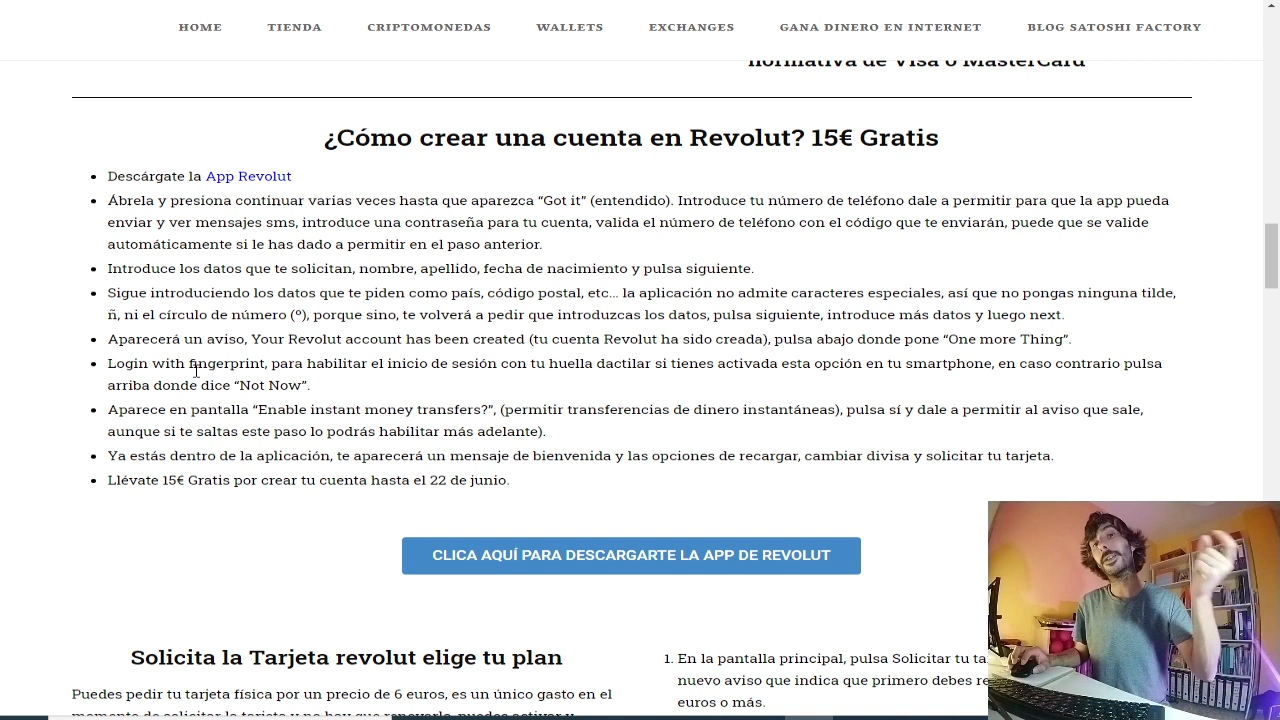 HOME TIENDA CRIPTOMONEDAS WALLETS EXCHANGES GANA DINERO EN INTERNET BLOG SATOSHI FACTORY
normativa de Visa o MasterCard
¿Cómo crear una cuenta en Revolut? 15€ Gratis
Descárgate la App Revolut
Ábrela y presiona continuar varias veces hasta que aparezca “Got it” (entendido). Introduce tu número de teléfono dale a permitir para que la app pueda
enviar y ver mensajes sms, introduce una contraseña para tu cuenta, valida el número de teléfono con el código que te enviarán, puede que se valide
automáticamente si le has dado a permitir en el paso anterior.
Introduce los datos que te solicitan, nombre, apellido, fecha de nacimiento y pulsa siguiente.
Sigue introduciendo los datos que te piden como país, código postal, etc… la aplicación no admite caracteres especiales, así que no pongas ninguna tilde,
ñ, ni el círculo de número (º), porque sino, te volverá a pedir que introduzcas los datos, pulsa siguiente, introduce más datos y luego next.
Aparecerá un aviso, Your Revolut account has been created (tu cuenta Revolut ha sido creada), pulsa abajo donde pone “One more Thing”.
Login with fingerprint, para habilitar el inicio de sesión con tu huella dactilar si tienes activada esta opción en tu smartphone, en caso contrario pulsa
arriba donde dice “Not Now”.
Aparece en pantalla “Enable instant money transfers?”, (permitir transferencias de dinero instantáneas), pulsa sí y dale a permitir al aviso que sale,
aunque si te saltas este paso lo podrás habilitar más adelante).
Ya estás dentro de la aplicación, te aparecerá un mensaje de bienvenida y las opciones de recargar, cambiar divisa y solicitar tu tarjeta.
Llévate 15€ Gratis por crear tu cuenta hasta el 22 de junio.
CLICA AQUÍ PARA DESCARGARTE LA APP DE REVOLUT
Solicita la Tarjeta revolut elige tu plan
Puedes pedir tu tarjeta física por un precio de 6 euros, es un único gasto en el
momento de solicitar la tarjeta y no hay que renovarla, puedes activar y
1. En la pantalla principal, pulsa Solicitar tu
nuevo aviso que indica que primero debes
euros o más.